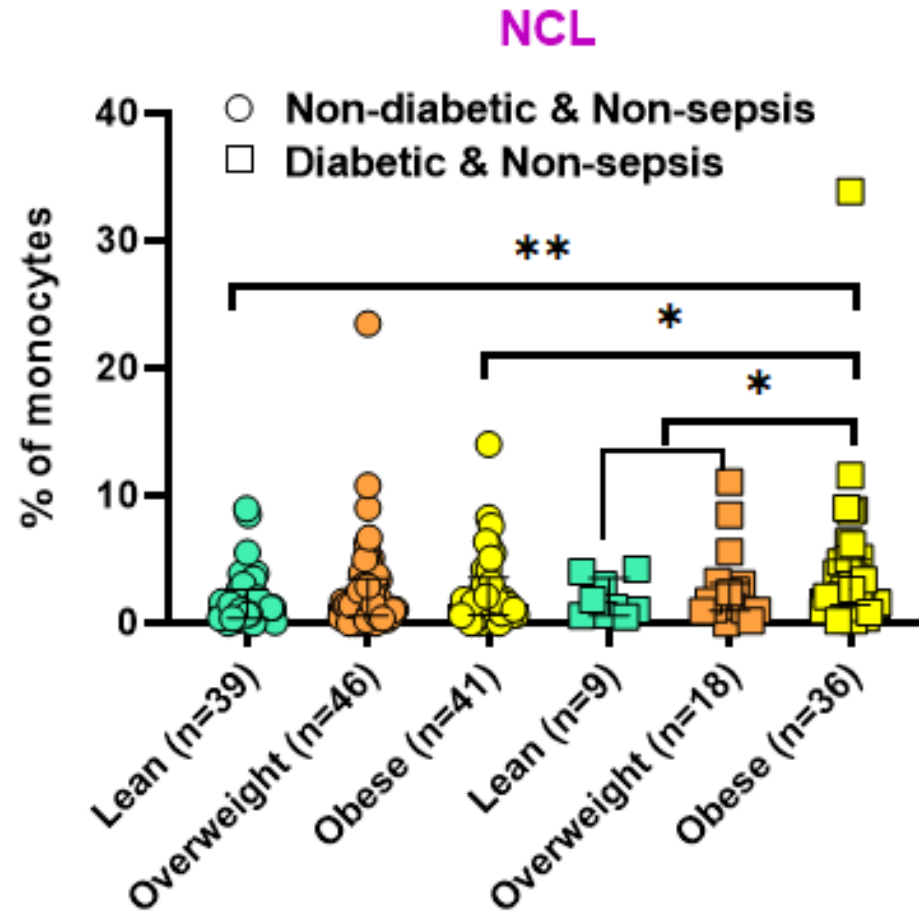 NCL
Non-diabetic & Non-sepsis
Diabetic & Non-sepsis
% of monocytes
40
30
20
10
0
**
*
*
Lean (n=39)
Overweight (n=46)
Obese (n=41)
Lean (n=9)
Overweight (n=18)
Obese (n=36)